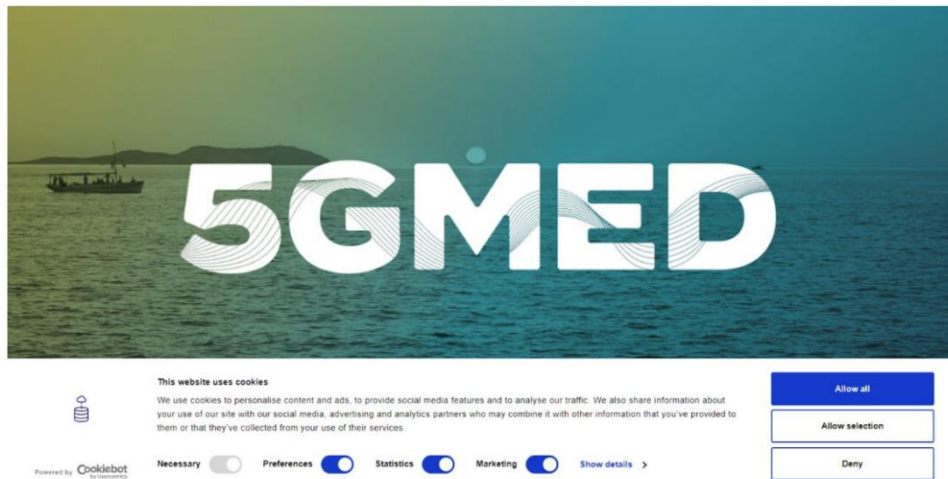 5GMED
This website uses cookies
We use cookies to personalise content and ads, to provide social media features and to analyse our traffic. We also share information about
your use of our site with our social media, advertising and analytics partners who may combine it with other information that you've provided to
them or that they've collected from your use of their services.
Allow all
Allow selection
Deny
Powered by Cookiebot
by Usercentrics
Necessary Preferences Statistics Marketing Show details